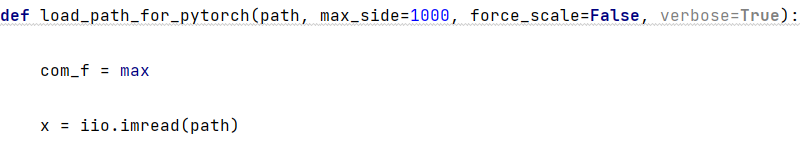 def load_path_for_pytorch(path, max_side=1000, force_scale=False, verbose=True):
com_f = max
x = iio.imread(path)